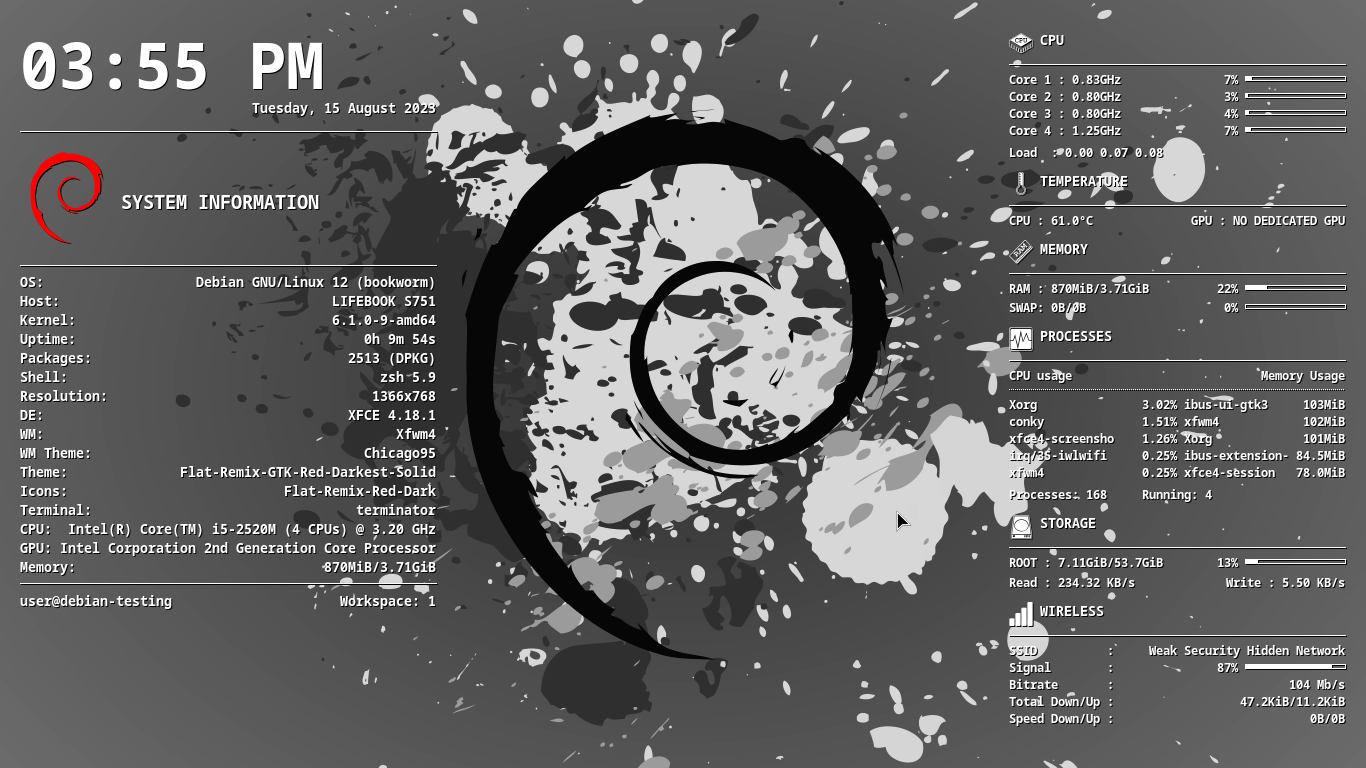 03:55 PM
Tuesday, 15 August 2023
SYSTEM INFORMATION
OS: Debian GNU/Linux 12 (bookworm)
Host: LIFEBOOK S751
Kernel: 6.1.0-9-amd64
Uptime: 0h 9m 54s
Packages: 2513 (DPKG)
Shell: zsh 5.9
Resolution: 1366x768
DE: XFCE 4.18.1
WM: Xfwm4
WM Theme: Chicago95
Theme: Flat-Remix-GTK-Red-Darkest-Solid
Icons: Flat-Remix-Red-Dark
Terminal: terminator
CPU: Intel(R) Core(TM) i5-2520M (4 CPUs) @ 3.20 GHz
GPU: Intel Corporation 2nd Generation Core Processor
Memory: 870MiB/3.71GiB
user@debian-testing Workspace: 1
CPU
Core 1 : 0.83GHz 7%
Core 2 : 0.80GHz 3%
Core 3 : 0.80GHz 4%
Core 4 : 1.25GHz 7%
Load : 0.00 0.07 0.08
TEMPERATURE
CPU : 61.0°C GPU : NO DEDICATED GPU
RAM
MEMORY
RAM : 870MiB/3.71GiB 22%
SWAP: 0B/0B 0%
PROCESSES
CPU usage Memory Usage
Xorg 3.02% ibus-ui-gtk3 103MiB
conky 1.51% xfwm4 102MiB
xfce4-screensho 1.26% Xorg 101MiB
irq/35-iwlwifi 0.25% ibus-extension- 84.5MiB
xfwm4 0.25% xfce4-session 78.0MiB
Processes: 168 Running: 4
STORAGE
ROOT : 7.11GiB/53.7GiB 13%
Read : 234.32 KB/s Write : 5.50 KB/s
WIRELESS
SSID : Weak Security Hidden Network
Signal : 87%
Bitrate : 104 Mb/s
Total Down/Up : 47.2KiB/11.2KiB
Speed Down/Up : 0B/0B